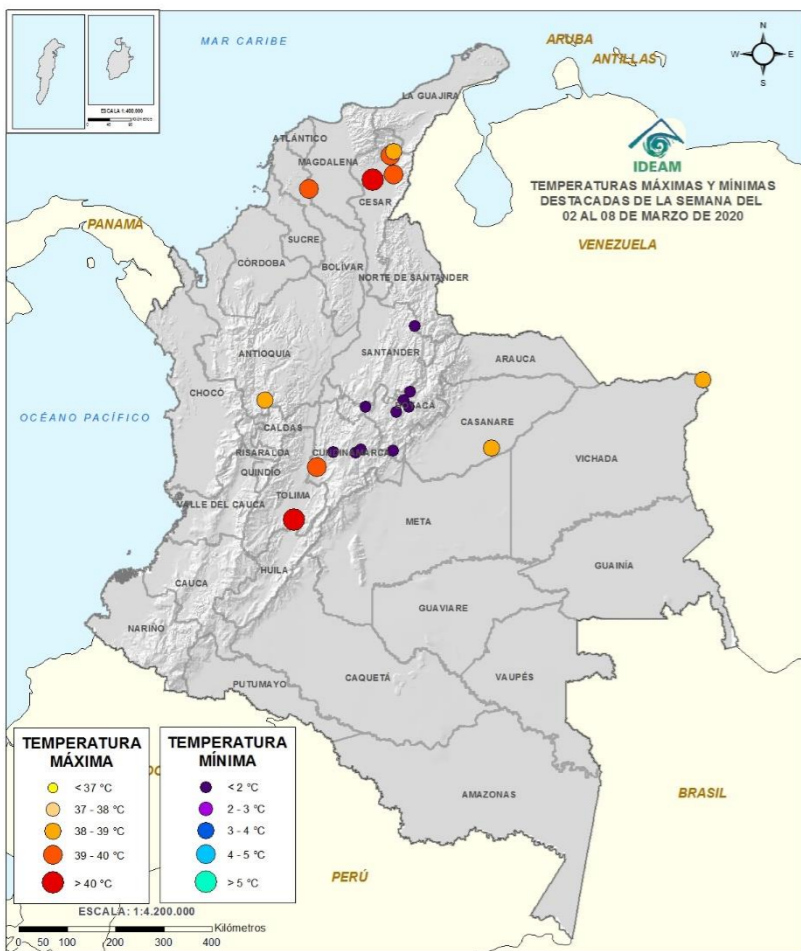 MAR CARIBE
ARUBA
ANTILLAS
N
W E
S
ESCALA 1:4.400.000
LA GUAJIRA
ATLÁNTICO
MAGDALENA
CESAR
IDEAM
TEMPERATURAS MÁXIMAS Y MÍNIMAS
DESTACADAS DE LA SEMANA DEL
02 AL 08 DE MARZO DE 2020
PANAMÁ
VENEZUELA
SUCRE
CÓRDOBA
BOLÍVAR
NORTE DE SANTANDER
ANTIOQUIA
SANTANDER
ARAUCA
CHOCÓ
OCÉANO PACÍFICO
CALDAS
CASANARE
VICHADA
RISARALDA
CUNDINAMARCA
QUINDIO
TOLIMA
VALLE DEL CAUCA
META
HUILA
GUAINÍA
CAUCA
GUAVIARE
NARIÑO
CAQUETÁ
VAUPÉS
PUTUMAYO
AMAZONAS
BRASIL
PERÚ
TEMPERATURA
MÁXIMA
< 37 °C
37 - 38 °C
38 - 39 °C
39 - 40 °C
> 40 °C
TEMPERATURA
MÍNIMA
< 2 °C
2 - 3 °C
3 - 4 °C
4 - 5 °C
> 5 °C
ESCALA: 1:4.200.000
Kilómetros
0 50 100 200 300 400